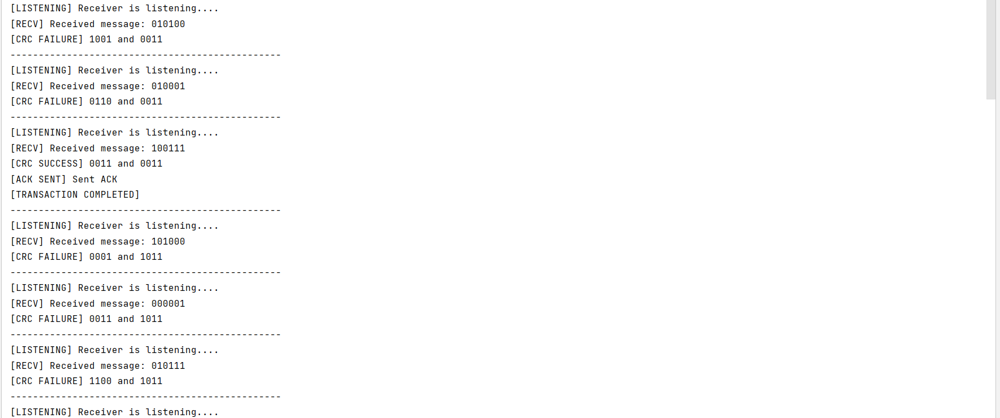 [LISTENING] Receiver is listening....
[RECV] Received message: 010100
[CRC FAILURE] 1001 and 0011
------------------------------------------------
[LISTENING] Receiver is listening....
[RECV] Received message: 010001
[CRC FAILURE] 0110 and 0011
------------------------------------------------
[LISTENING] Receiver is listening....
[RECV] Received message: 100111
[CRC SUCCESS] 0011 and 0011
[ACK SENT] Sent ACK
[TRANSACTION COMPLETED]
------------------------------------------------
[LISTENING] Receiver is listening....
[RECV] Received message: 101000
[CRC FAILURE] 0001 and 1011
------------------------------------------------
[LISTENING] Receiver is listening....
[RECV] Received message: 000001
[CRC FAILURE] 0011 and 1011
------------------------------------------------
[LISTENING] Receiver is listening....
[RECV] Received message: 010111
[CRC FAILURE] 1100 and 1011
------------------------------------------------
[LISTENING] Receiver is listening....